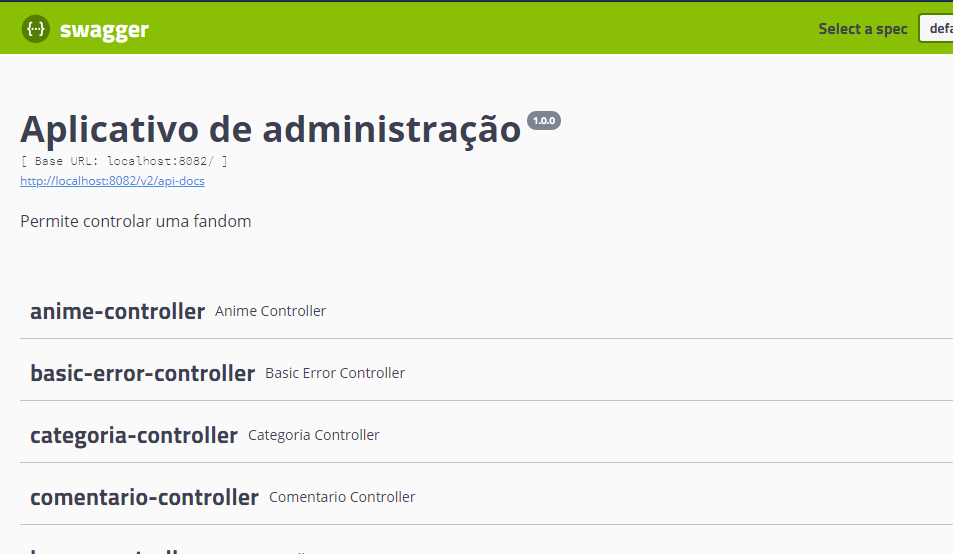 {···} swagger
Select a spec
Aplicativo de administração 1.0.0
[ Base URL: localhost:8082/ ]
http://localhost:8082/v2/api-docs
Permite controlar uma fandom
anime-controller Anime Controller
basic-error-controller Basic Error Controller
categoria-controller Categoria Controller
comentario-controller Comentario Controller